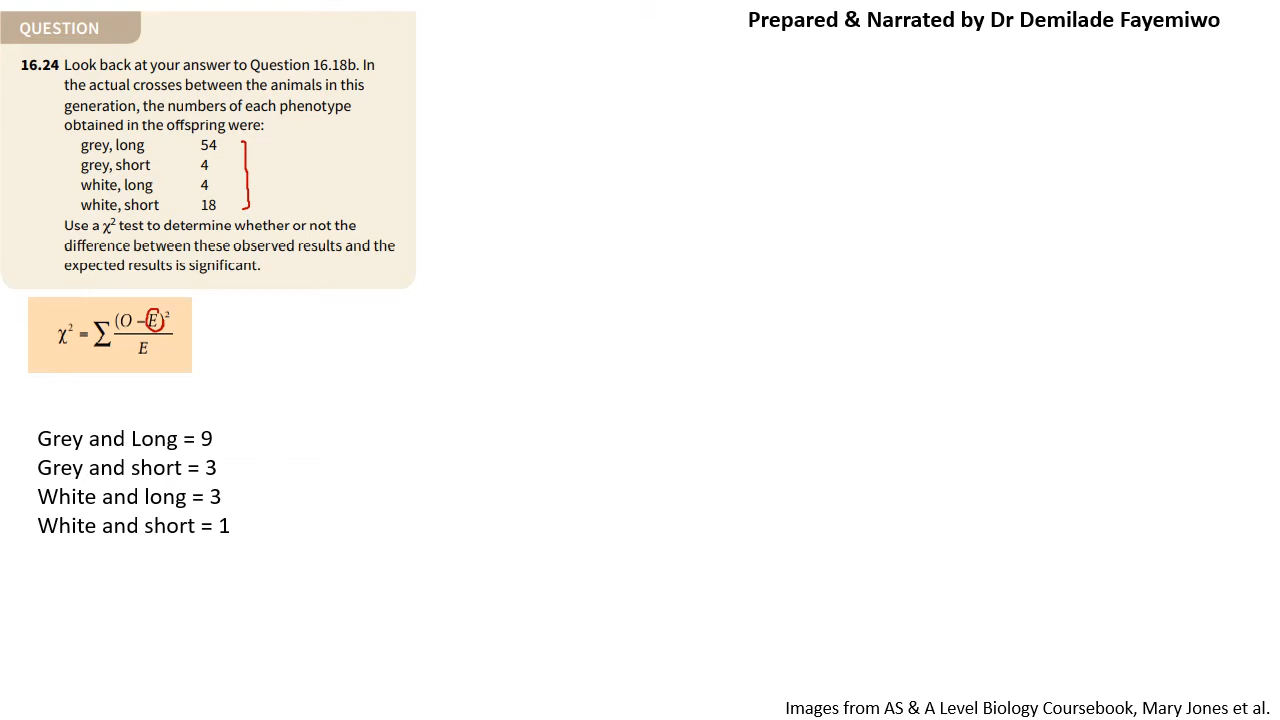 Prepared & Narrated by Dr Demilade Fayemiwo
QUESTION
16.24 Look back at your answer to Question 16.18b. In
the actual crosses between the animals in this
generation, the numbers of each phenotype
obtained in the offspring were:
grey, long 54
grey, short 4
white, long 4
white, short 18
Use a χ² test to determine whether or not the
difference between these observed results and the
expected results is significant.
χ² = ∑ (O – E)² / E
Grey and Long = 9
Grey and short = 3
White and long = 3
White and short = 1
Images from AS & A Level Biology Coursebook, Mary Jones et al.